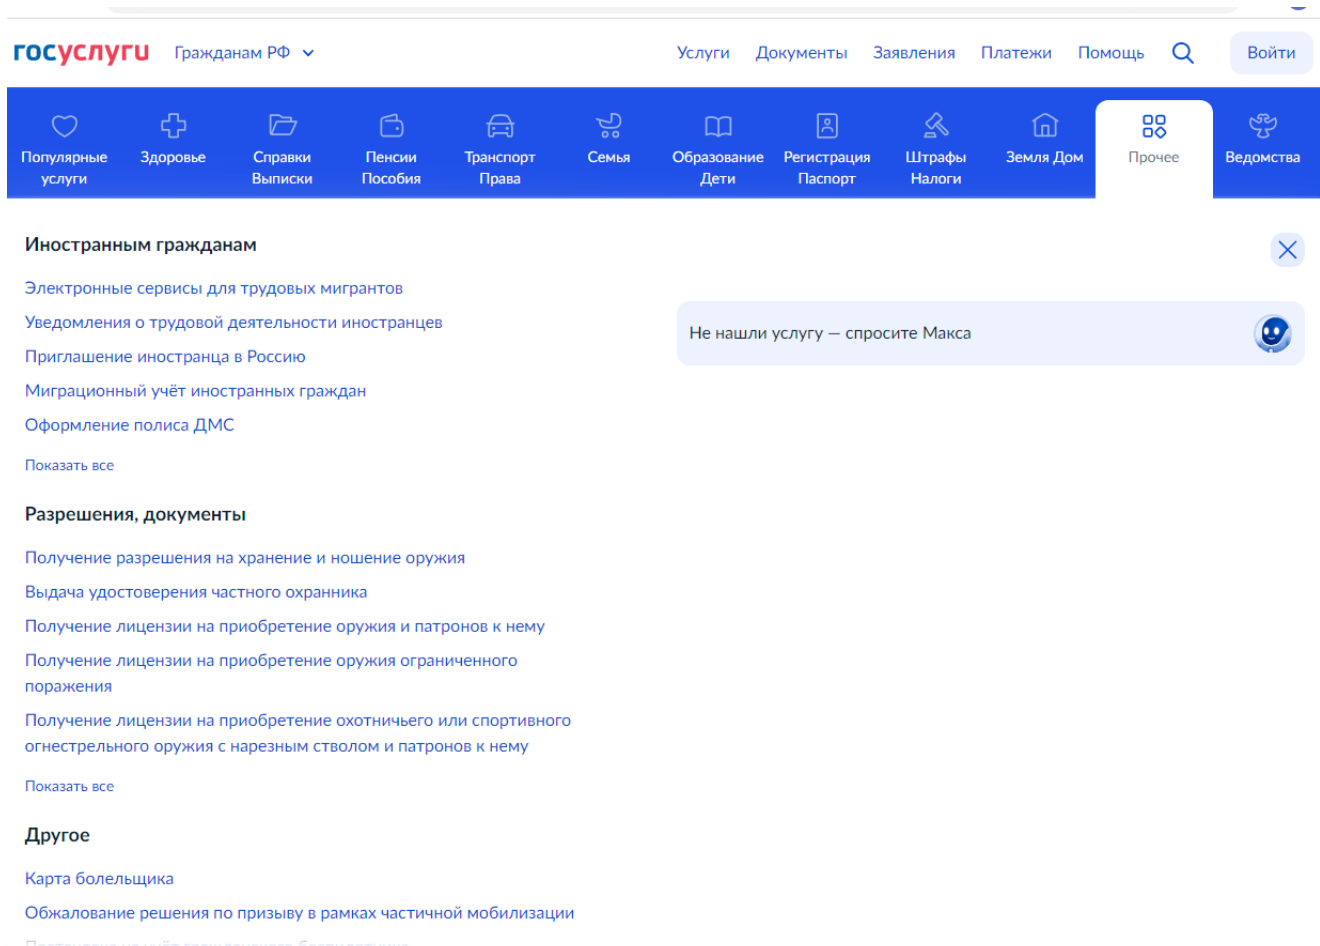 госуслуги Гражданам РФ Услуги Документы Заявления Платежи Помощь Войти
Популярные услуги
Здоровье
Справки Выписки
Пенсии Пособия
Транспорт Права
Семья
Образование Дети
Регистрация Паспорт
Штрафы Налоги
Земля Дом
Прочее
Ведомства
Иностранным гражданам
Электронные сервисы для трудовых мигрантов
Уведомления о трудовой деятельности иностранцев
Приглашение иностранца в Россию
Миграционный учёт иностранных граждан
Оформление полиса ДМС
Показать все
Не нашли услугу — спросите Макса
Разрешения, документы
Получение разрешения на хранение и ношение оружия
Выдача удостоверения частного охранника
Получение лицензии на приобретение оружия и патронов к нему
Получение лицензии на приобретение оружия ограниченного
поражения
Получение лицензии на приобретение охотничьего или спортивного
огнестрельного оружия с нарезным стволом и патронов к нему
Показать все
Другое
Карта болельщика
Обжалование решения по призыву в рамках частичной мобилизации